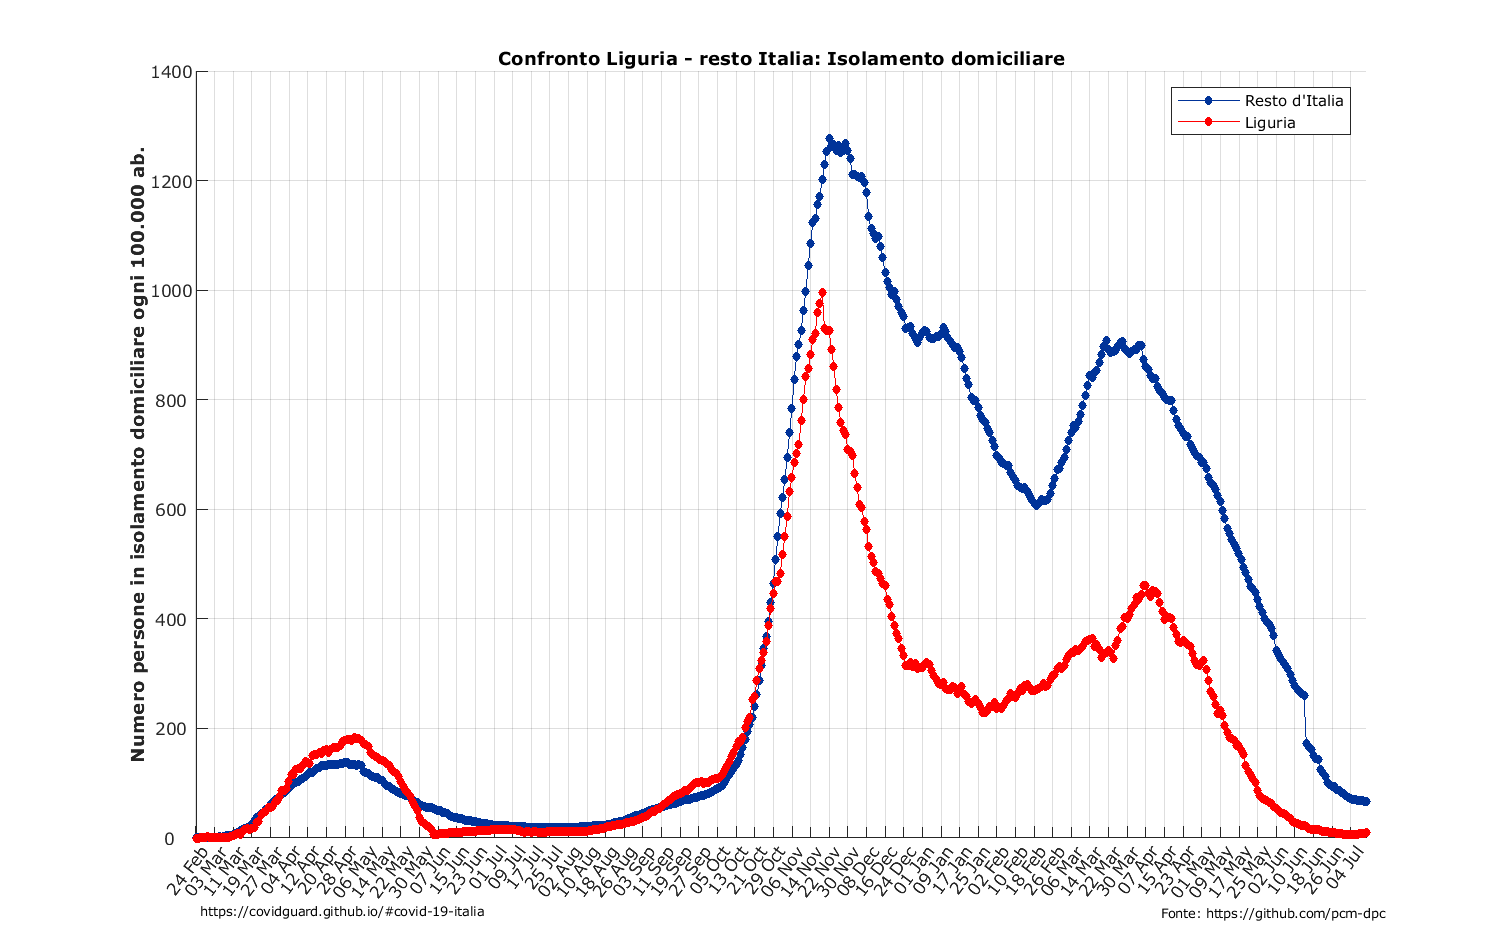 Confronto Liguria - resto Italia: Isolamento domiciliare
Numero persone in isolamento domiciliare ogni 100.000 ab.
1400
1200
1000
800
600
400
200
0
Resto d'Italia
Liguria
24 Feb
03 Mar
11 Mar
19 Mar
27 Mar
04 Apr
12 Apr
20 Apr
28 Apr
06 May
14 May
22 May
30 May
07 Jun
15 Jun
23 Jun
01 Jul
09 Jul
17 Jul
25 Jul
02 Aug
10 Aug
18 Aug
26 Aug
03 Sep
11 Sep
19 Sep
27 Sep
05 Oct
13 Oct
21 Oct
29 Oct
06 Nov
14 Nov
22 Nov
30 Nov
08 Dec
16 Dec
24 Dec
01 Jan
09 Jan
17 Jan
25 Jan
02 Feb
10 Feb
18 Feb
26 Feb
06 Mar
14 Mar
22 Mar
30 Mar
07 Apr
15 Apr
23 Apr
01 May
09 May
17 May
25 May
02 Jun
10 Jun
18 Jun
26 Jun
04 Jul
https://covidguard.github.io/#covid-19-italia
Fonte: https://github.com/pcm-dpc